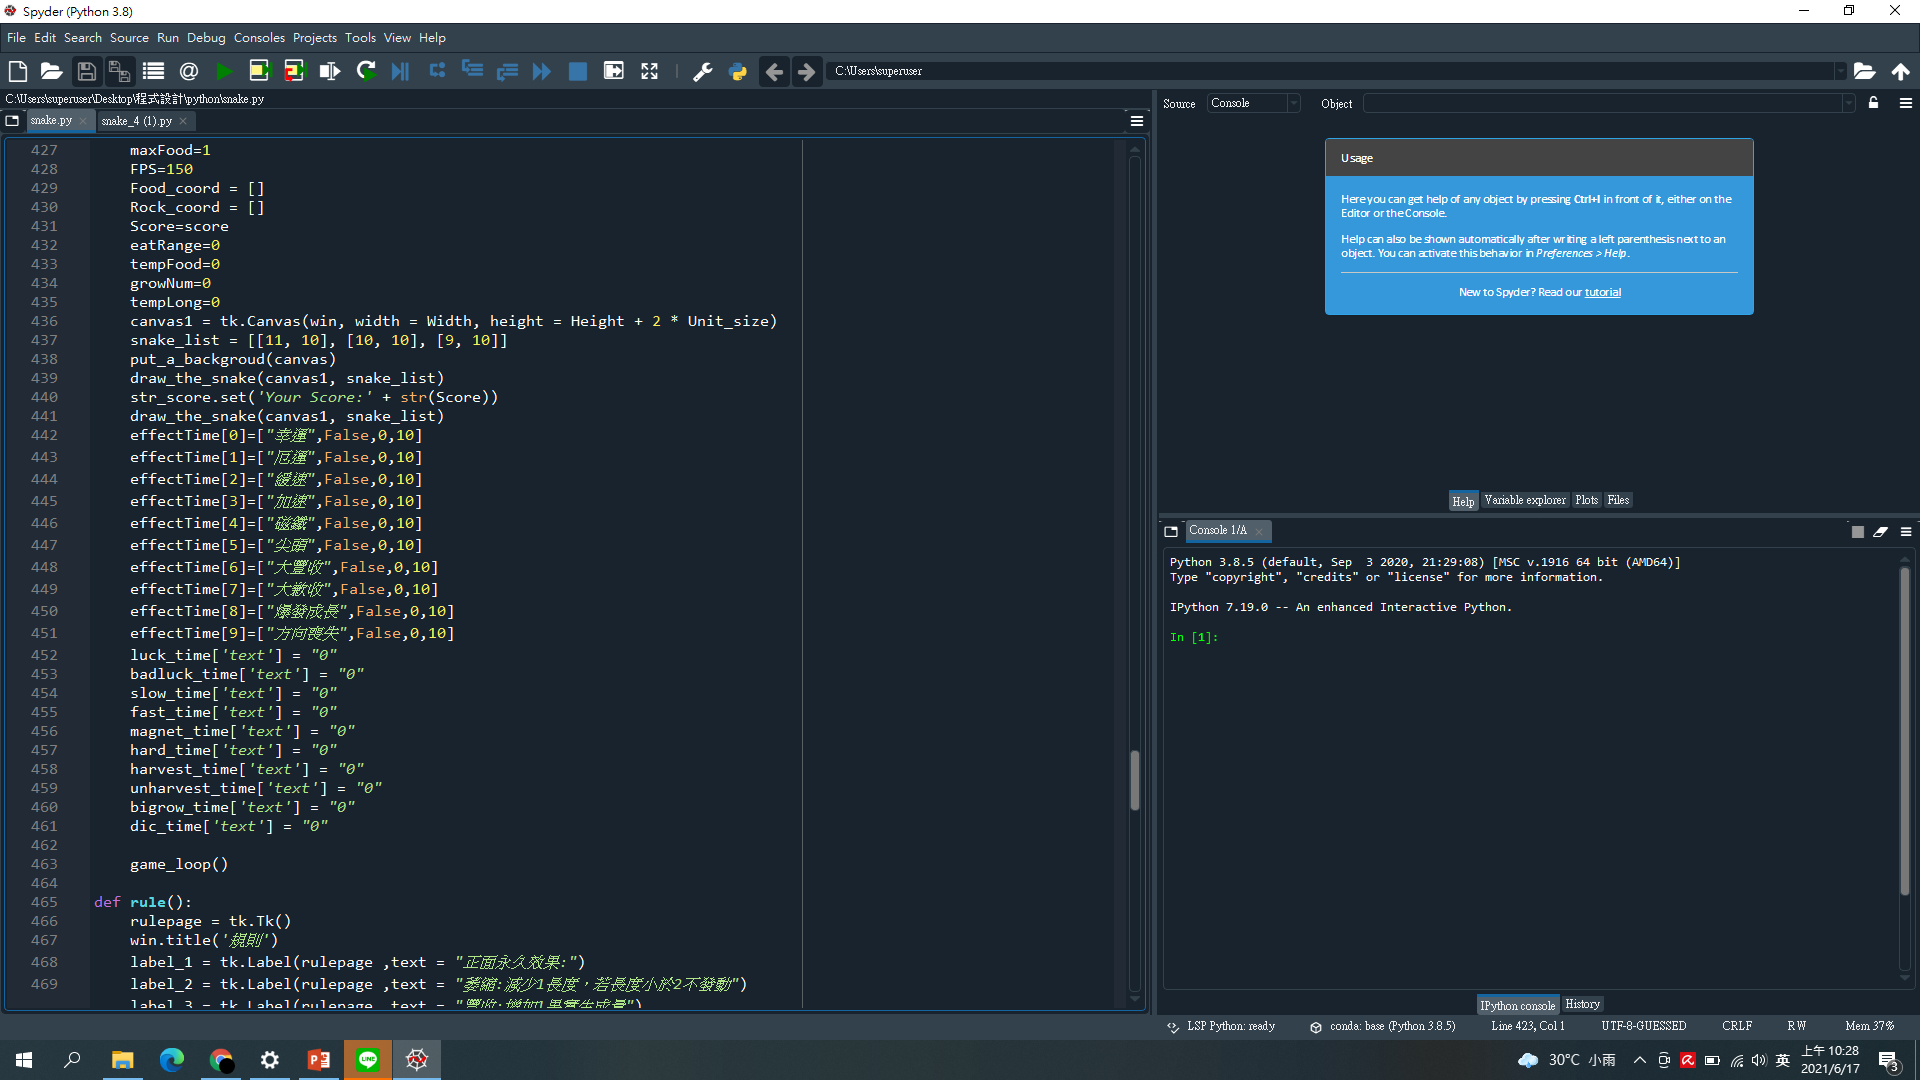 Spyder (Python 3.8)
File Edit Search Source Run Debug Consoles Projects Tools View Help
C:\Users\superuser
C:\Users\superuser\Desktop\程式設計\python\snake.py
snake.py snake_4 (1).py
427 maxFood=1
428 FPS=150
429 Food_coord = []
430 Rock_coord = []
431 Score=score
432 eatRange=0
433 tempFood=0
434 growNum=0
435 tempLong=0
436 canvas1 = tk.Canvas(win, width = Width, height = Height + 2 * Unit_size)
437 snake_list = [[11, 10], [10, 10], [9, 10]]
438 put_a_backgroud(canvas)
439 draw_the_snake(canvas1, snake_list)
440 str_score.set('Your Score:' + str(Score))
441 draw_the_snake(canvas1, snake_list)
442 effectTime[0]=["幸運",False,0,10]
443 effectTime[1]=["厄運",False,0,10]
444 effectTime[2]=["緩速",False,0,10]
445 effectTime[3]=["加速",False,0,10]
446 effectTime[4]=["磁鐵",False,0,10]
447 effectTime[5]=["尖頭",False,0,10]
448 effectTime[6]=["大豐收",False,0,10]
449 effectTime[7]=["大歉收",False,0,10]
450 effectTime[8]=["爆發成長",False,0,10]
451 effectTime[9]=["方向喪失",False,0,10]
452 luck_time['text'] = "0"
453 badluck_time['text'] = "0"
454 slow_time['text'] = "0"
455 fast_time['text'] = "0"
456 magnet_time['text'] = "0"
457 hard_time['text'] = "0"
458 harvest_time['text'] = "0"
459 unharvest_time['text'] = "0"
460 bigrow_time['text'] = "0"
461 dic_time['text'] = "0"
462
463 game_loop()
464
465 def rule():
466 rulepage = tk.Tk()
467 win.title('規則')
468 label_1 = tk.Label(rulepage ,text = "正面永久效果:")
469 label_2 = tk.Label(rulepage ,text = "萎縮:減少1長度，若長度小於2不發動")
label_3 = tk.Label(rulepage ,text = "豐收:增加1果實生成量")
Source Console Object
Usage
Here you can get help of any object by pressing Ctrl+I in front of it, either on the
Editor or the Console.
Help can also be shown automatically after writing a left parenthesis next to an
object. You can activate this behavior in Preferences > Help.
New to Spyder? Read our tutorial
Help Variable explorer Plots Files
Console 1/A
Python 3.8.5 (default, Sep 3 2020, 21:29:08) [MSC v.1916 64 bit (AMD64)]
Type "copyright", "credits" or "license" for more information.
IPython 7.19.0 -- An enhanced Interactive Python.
In [1]:
IPython console History
LSP Python: ready conda: base (Python 3.8.5) Line 423, Col 1 UTF-8-GUESSED CRLF RW Mem 37%
LINE
30°C 小雨 英 上午 10:28
2021/6/17
3